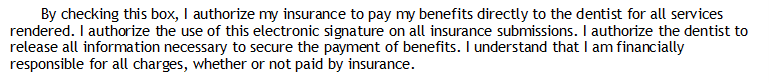 By checking this box, I authorize my insurance to pay my benefits directly to the dentist for all services
rendered. I authorize the use of this electronic signature on all insurance submissions. I authorize the dentist to
release all information necessary to secure the payment of benefits. I understand that I am financially
responsible for all charges, whether or not paid by insurance.